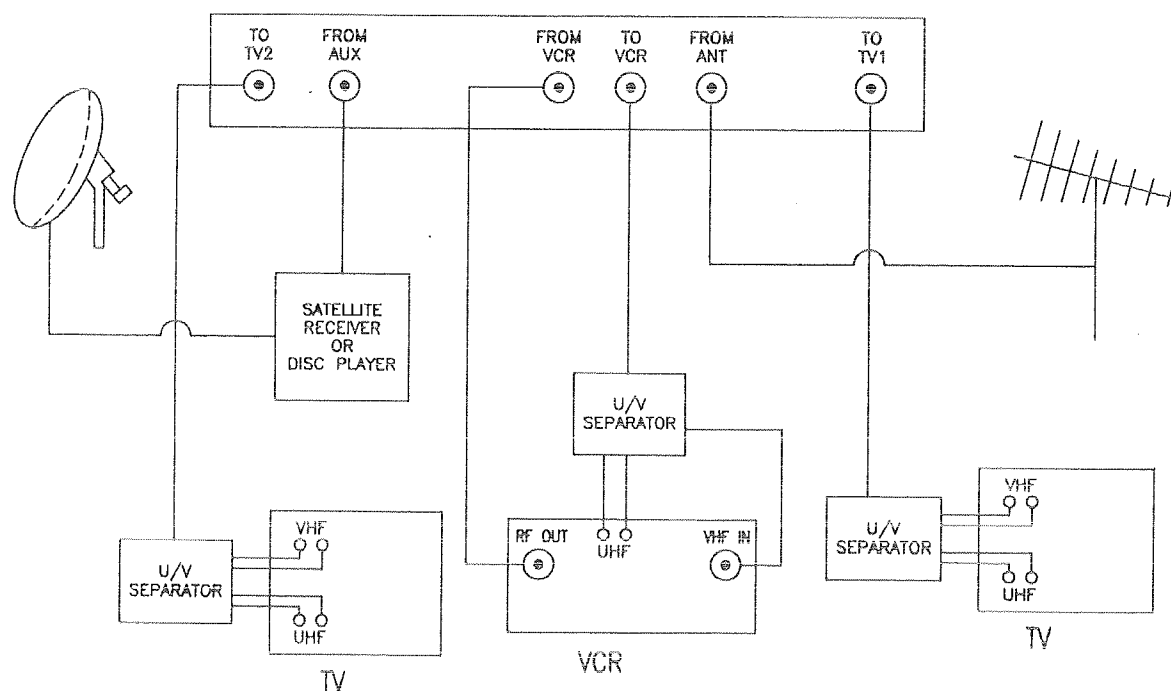 TO
TV2
FROM
AUX
FROM
VCR
TO
VCR
FROM
ANT
TO
TV1
SATELLITE
RECEIVER
OR
DISC PLAYER
U/V
SEPARATOR
U/V
SEPARATOR
VHF
UHF
TV
RF OUT
UHF
VHF IN
VCR
U/V
SEPARATOR
VHF
UHF
TV